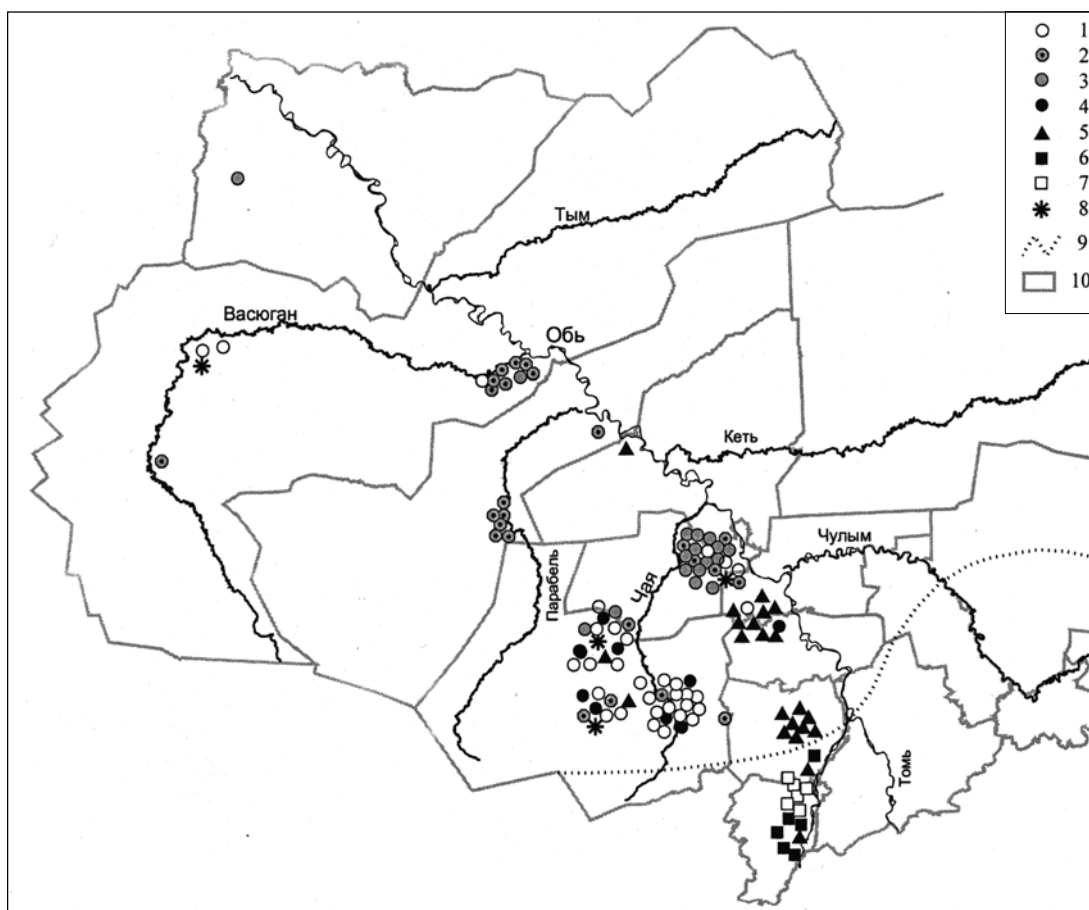 1
2
3
4
5
6
7
8
9
10
Тым
Васюган
Обь
Кеть
Чулым
Парабель
Чая
Томь